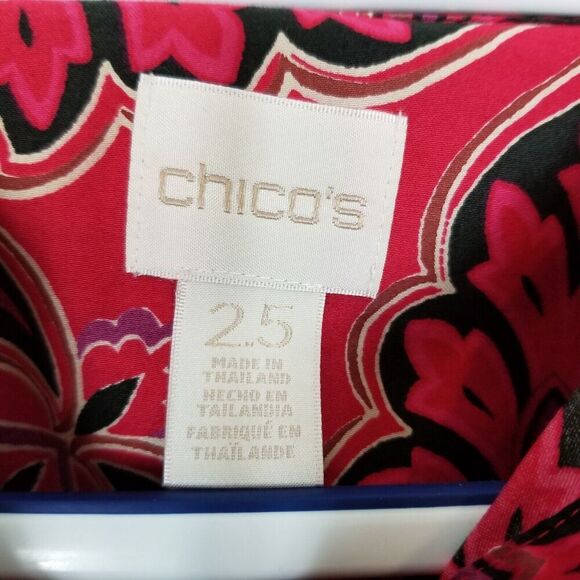 chico's
2.5
MADE IN
THAILAND
HECHO EN
TAILANDIA
FABRIQUÉ EN
THAÏLANDE